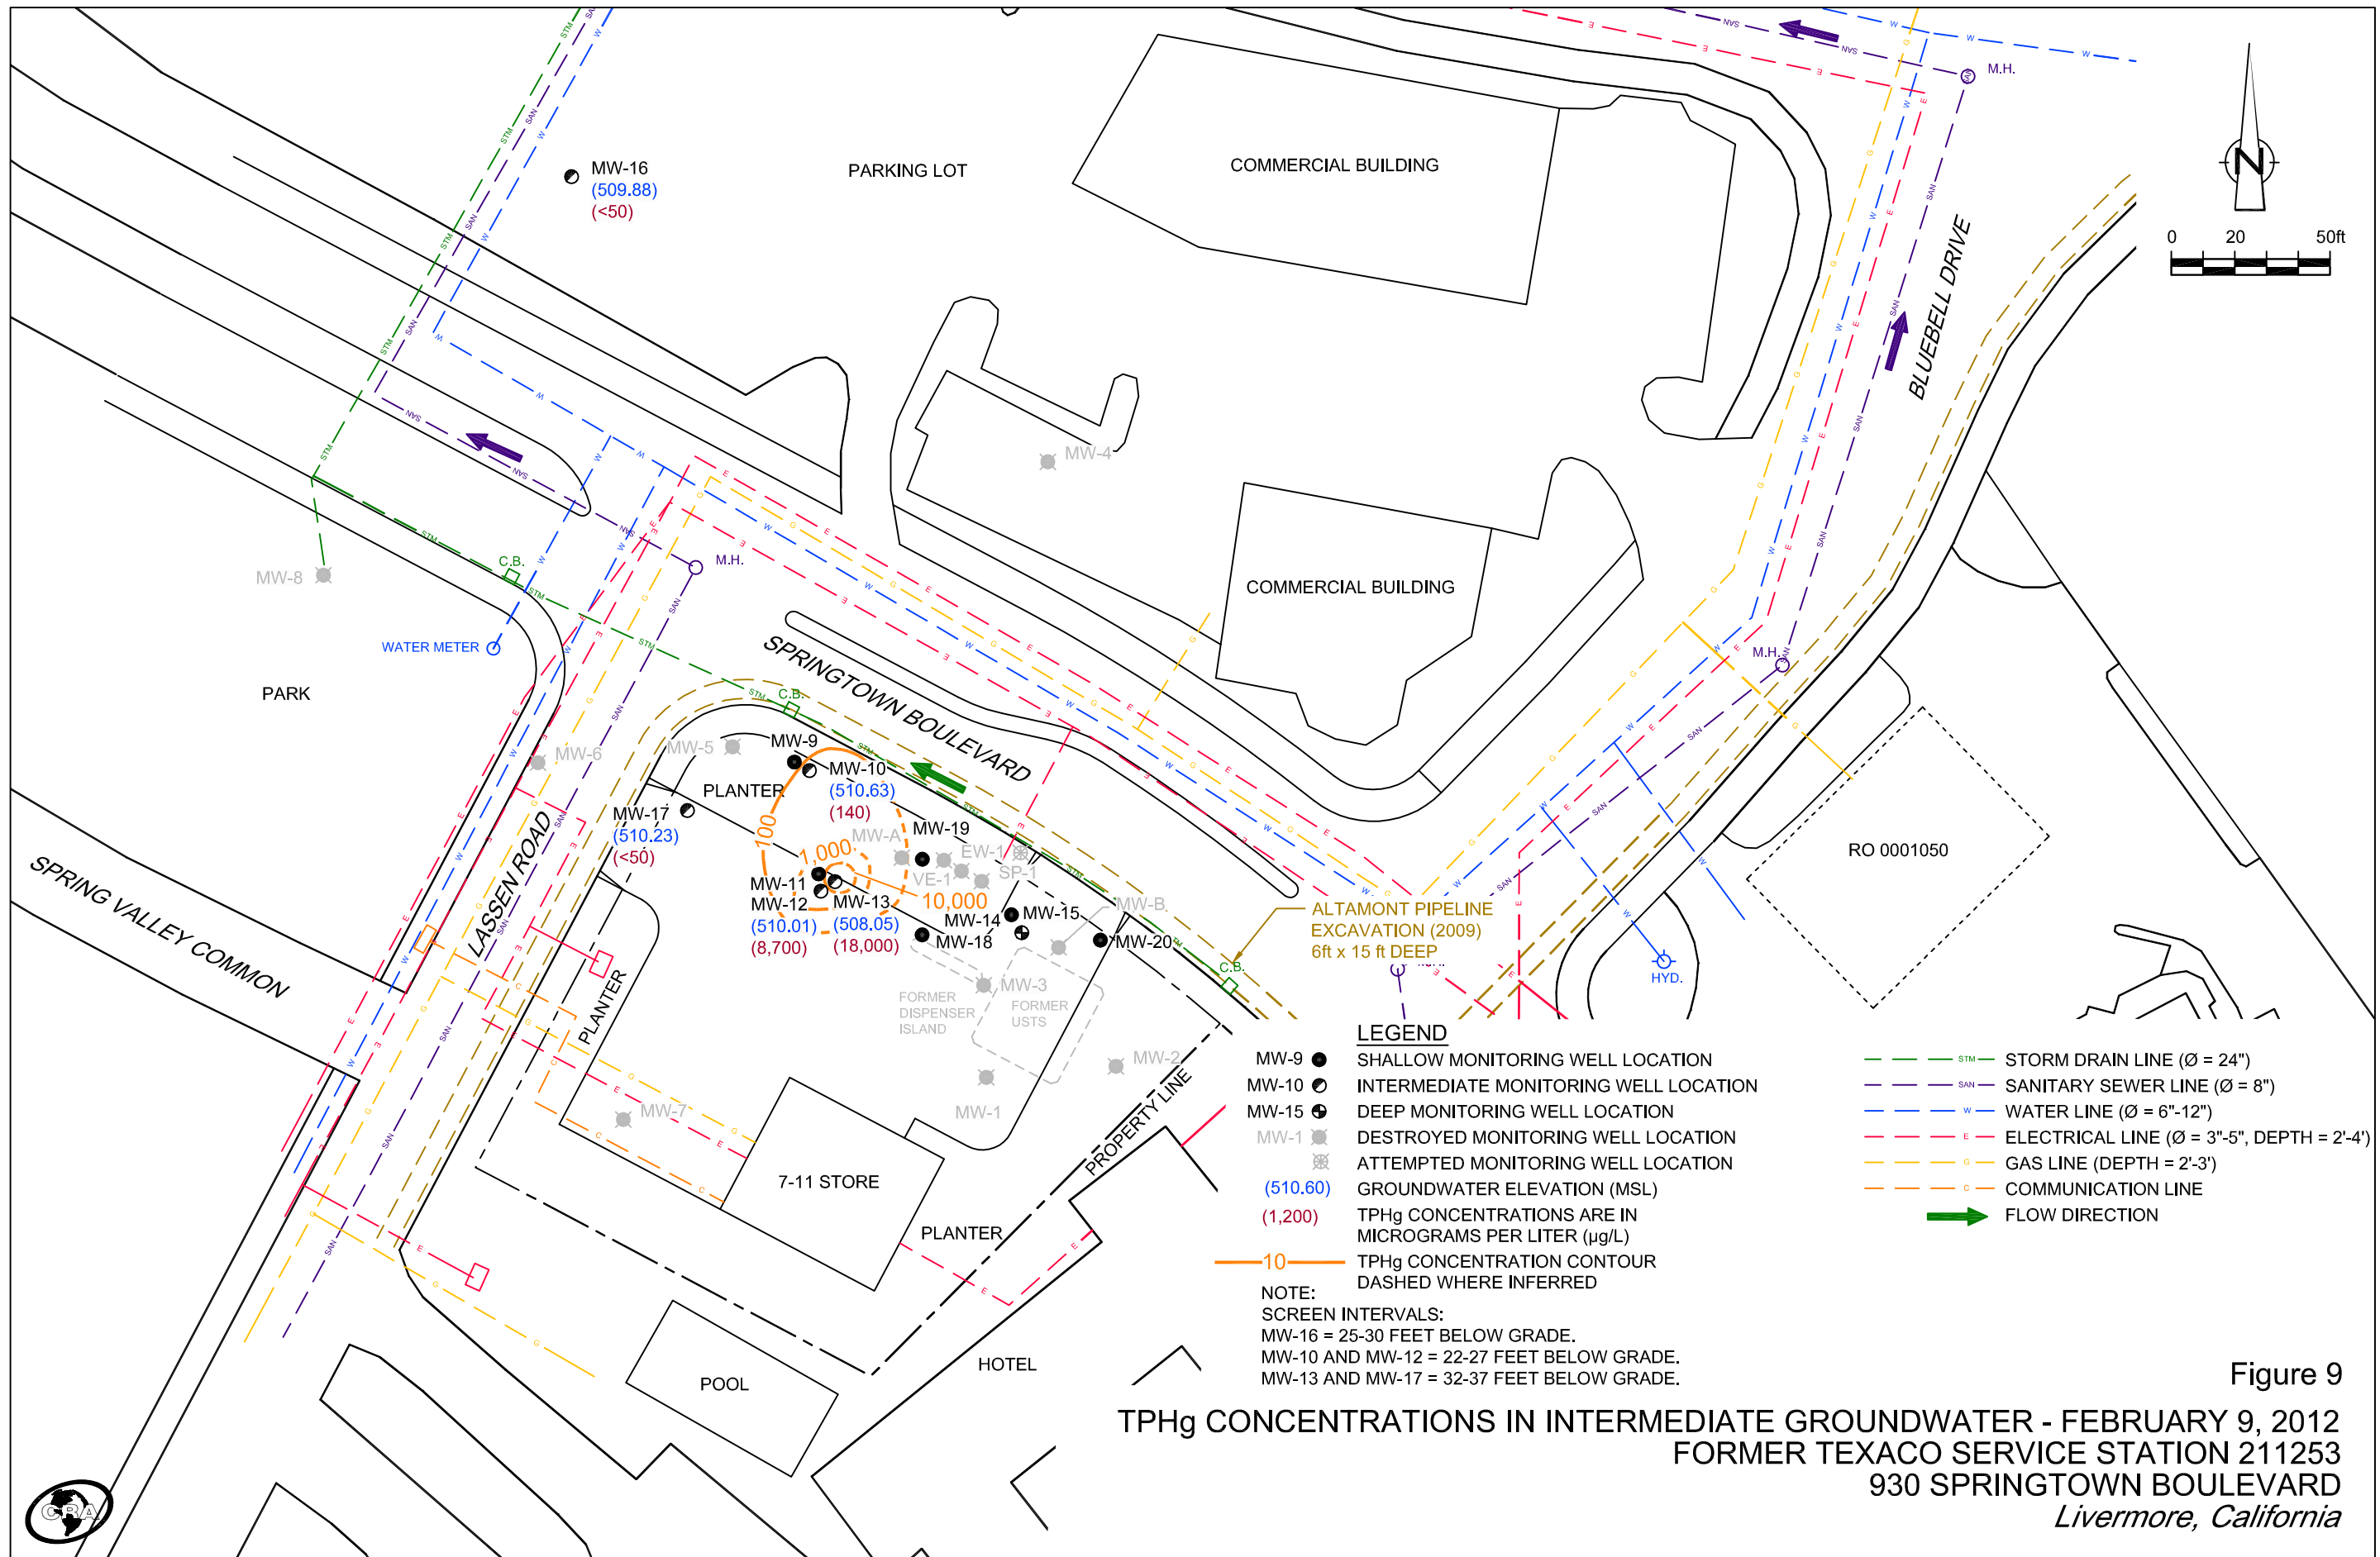 MW-16
(509.88)
(<50)
PARKING LOT
COMMERCIAL BUILDING
M.H.
N
0 20 50ft
BLUEBELL DRIVE
MW-4
MW-8
C.B.
M.H.
WATER METER
COMMERCIAL BUILDING
M.H.
PARK
SPRINGTOWN BOULEVARD
C.B.
MW-5
MW-6
MW-9
MW-10
(510.63)
(140)
PLANTER
MW-17
(510.23)
(<50)
100
1,000
10,000
MW-A
MW-19
EW-1
VE-1
SP-1
MW-11
MW-12
(510.01)
(8,700)
MW-13
(508.05)
(18,000)
MW-14
MW-15
MW-18
MW-B
MW-20
ALTAMONT PIPELINE
EXCAVATION (2009)
6ft x 15 ft DEEP
C.B.
RO 0001050
HYD.
SPRING VALLEY COMMON
LASSEN ROAD
PLANTER
FORMER
DISPENSER
ISLAND
MW-3
FORMER
USTS
MW-2
MW-1
MW-7
PROPERTY LINE
7-11 STORE
PLANTER
POOL
HOTEL
LEGEND
MW-9 SHALLOW MONITORING WELL LOCATION
MW-10 INTERMEDIATE MONITORING WELL LOCATION
MW-15 DEEP MONITORING WELL LOCATION
MW-1 DESTROYED MONITORING WELL LOCATION
ATTEMPTED MONITORING WELL LOCATION
(510.60) GROUNDWATER ELEVATION (MSL)
(1,200) TPHg CONCENTRATIONS ARE IN
MICROGRAMS PER LITER (µg/L)
10 TPHg CONCENTRATION CONTOUR
DASHED WHERE INFERRED
STM STORM DRAIN LINE (Ø = 24")
SAN SANITARY SEWER LINE (Ø = 8")
W WATER LINE (Ø = 6"-12")
E ELECTRICAL LINE (Ø = 3"-5", DEPTH = 2'-4')
G GAS LINE (DEPTH = 2'-3')
C COMMUNICATION LINE
FLOW DIRECTION
NOTE:
SCREEN INTERVALS:
MW-16 = 25-30 FEET BELOW GRADE.
MW-10 AND MW-12 = 22-27 FEET BELOW GRADE.
MW-13 AND MW-17 = 32-37 FEET BELOW GRADE.
Figure 9
TPHg CONCENTRATIONS IN INTERMEDIATE GROUNDWATER - FEBRUARY 9, 2012
FORMER TEXACO SERVICE STATION 211253
930 SPRINGTOWN BOULEVARD
Livermore, California
CRA